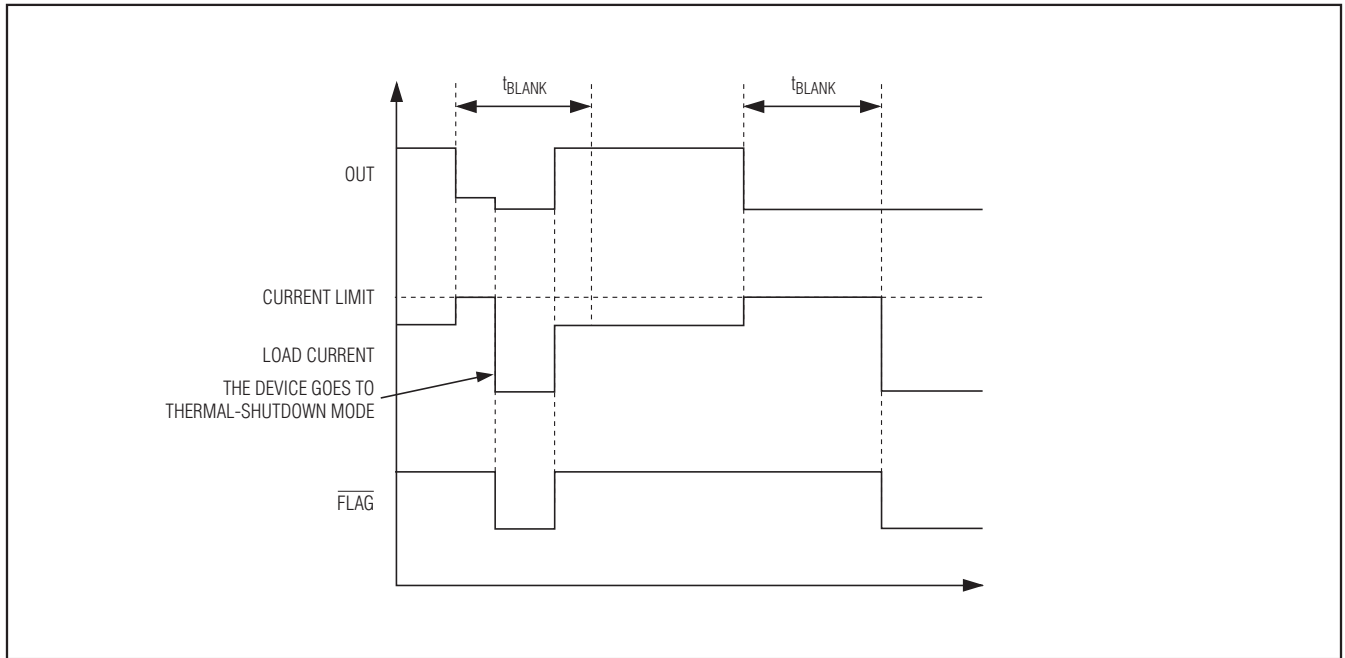 tBLANK
tBLANK
OUT
CURRENT LIMIT
LOAD CURRENT
THE DEVICE GOES TO
THERMAL-SHUTDOWN MODE
FLAG